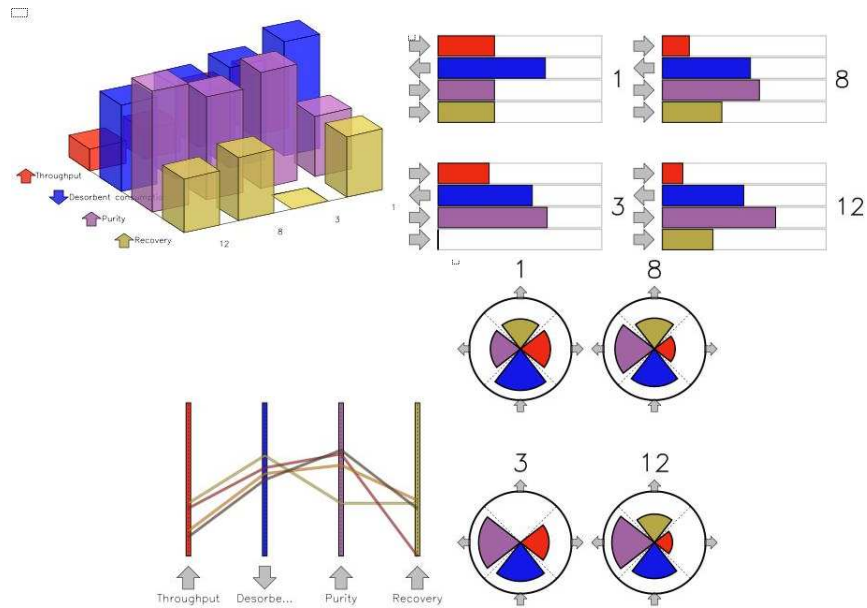 Throughput
Desorbent consumption
Purity
Recovery
12
8
3
1
1
8
3
12
1
8
3
12
Throughput
Desorbe...
Purity
Recovery